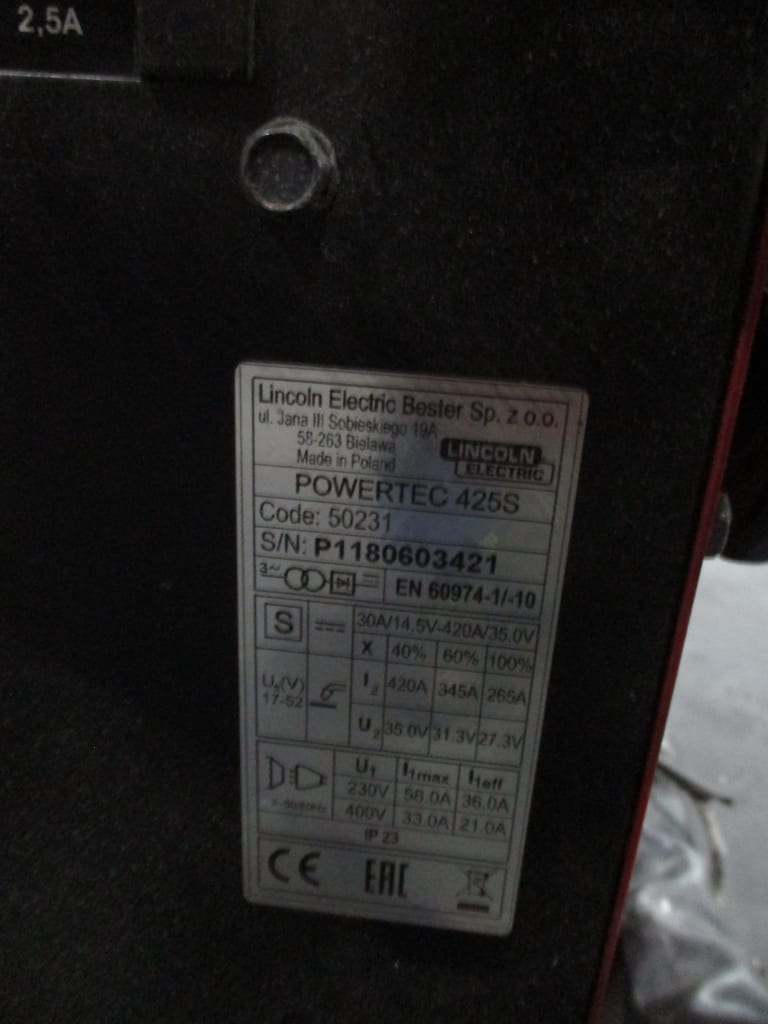 2,5A
Lincoln Electric Bester Sp. z o.o.
ul. Jana III Sobieskiego 19A
58-263 Bielawa
Made in Poland
LINCOLN
ELECTRIC
POWERTEC 425S
Code: 50231
S/N: P1180603421
3~ EN 60974-1/-10
S 30A/14.5V-420A/35.0V
X 40% 60% 100%
U₀(V) 17-52 I₂ 420A 345A 265A
U₂ 35.0V 31.3V 27.3V
U₁ I₁max I₁eff
230V 56.0A 36.0A
400V 33.0A 21.0A
IP 23
CE EAC